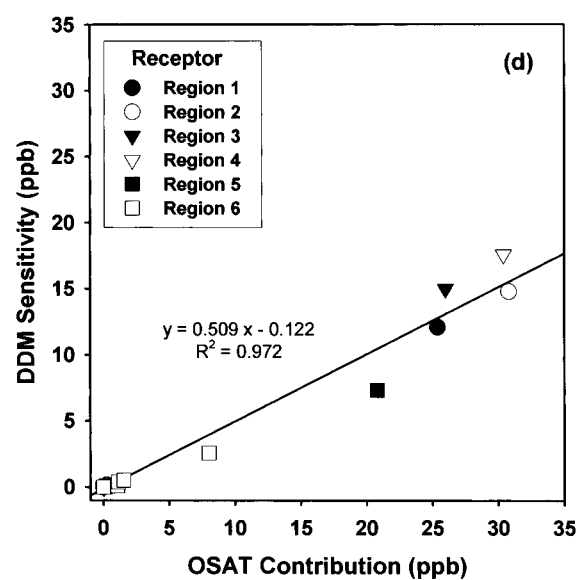 35
30
25
20
15
10
5
0
DDM Sensitivity (ppb)
Receptor
Region 1
Region 2
Region 3
Region 4
Region 5
Region 6
(d)
y = 0.509 x - 0.122
R² = 0.972
0 5 10 15 20 25 30 35
OSAT Contribution (ppb)